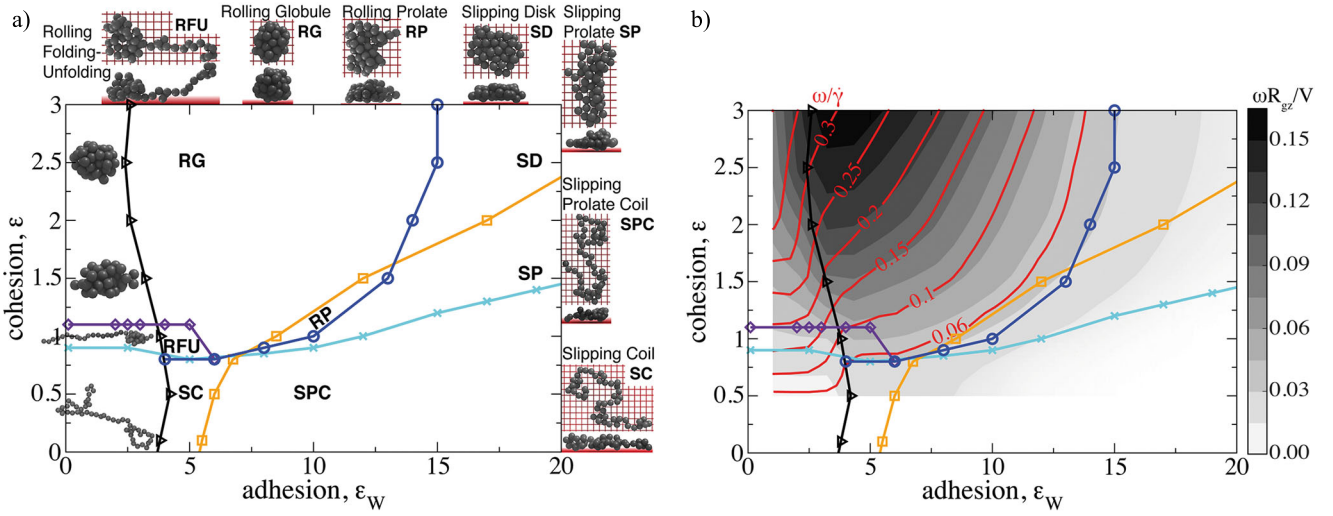 a)
Rolling
Folding-
Unfolding
RFU
Rolling Globule
RG
Rolling Prolate
RP
Slipping Disk
SD
Slipping
Prolate SP
Slipping
Prolate Coil
SPC
Slipping Coil
SC
cohesion, ε
3
2.5
2
1.5
1
0.5
0
RG
SD
SP
RP
RFU
SC
SPC
0 5 10 15 20
adhesion, ε_W
b)
ω/γ̇
ωR_gz/V
cohesion, ε
3
2.5
2
1.5
1
0.5
0
0.3
0.25
0.2
0.15
0.1
0.06
0 5 10 15 20
adhesion, ε_W
0.15
0.12
0.09
0.06
0.03
0.00